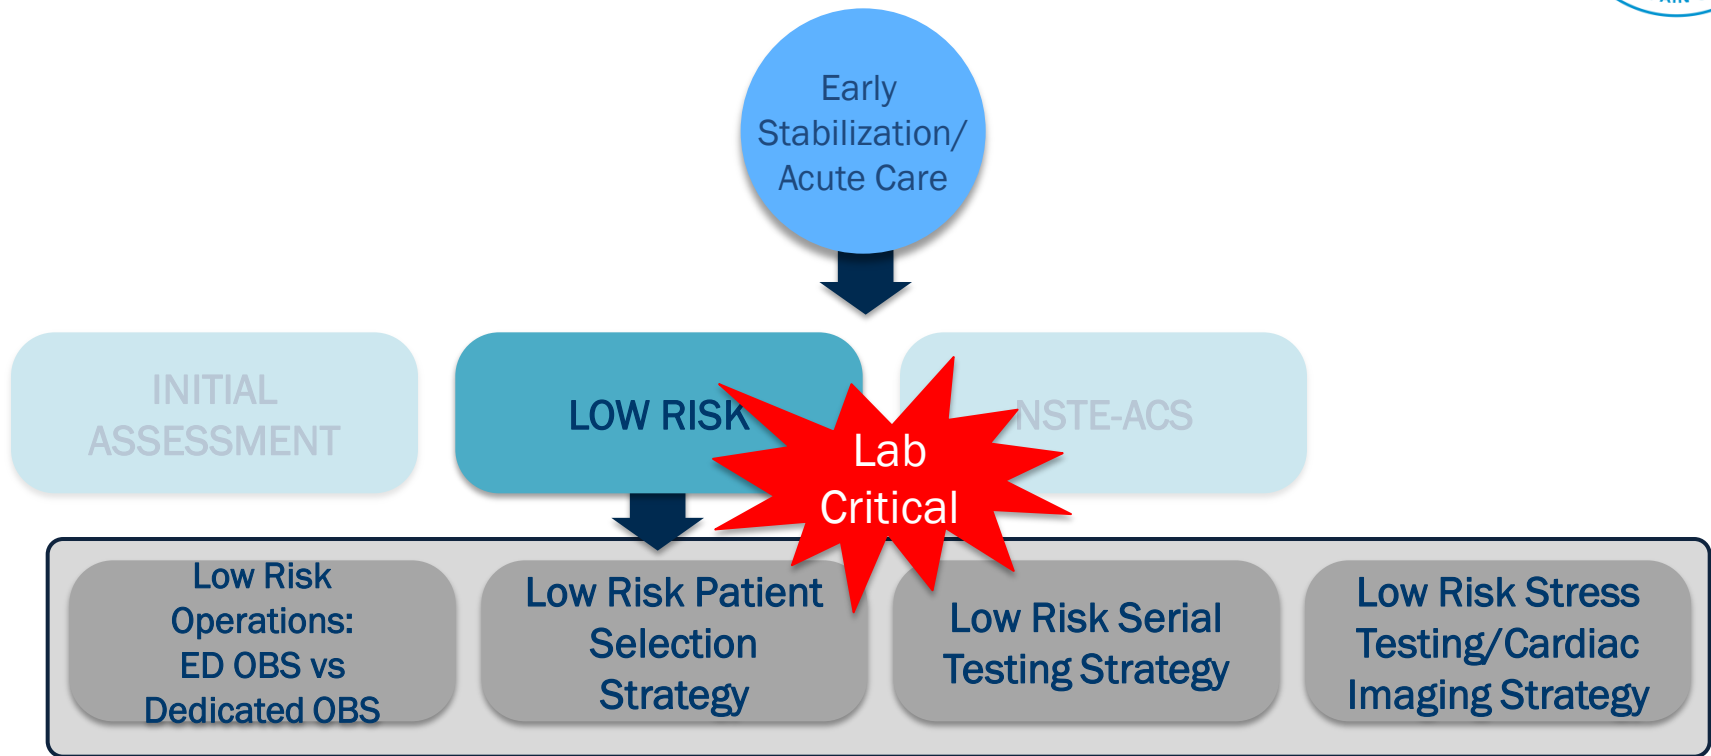 Early
Stabilization/
Acute Care
INITIAL
ASSESSMENT
LOW RISK
NSTE-ACS
Lab
Critical
Low Risk
Operations:
ED OBS vs
Dedicated OBS
Low Risk Patient
Selection
Strategy
Low Risk Serial
Testing Strategy
Low Risk Stress
Testing/Cardiac
Imaging Strategy